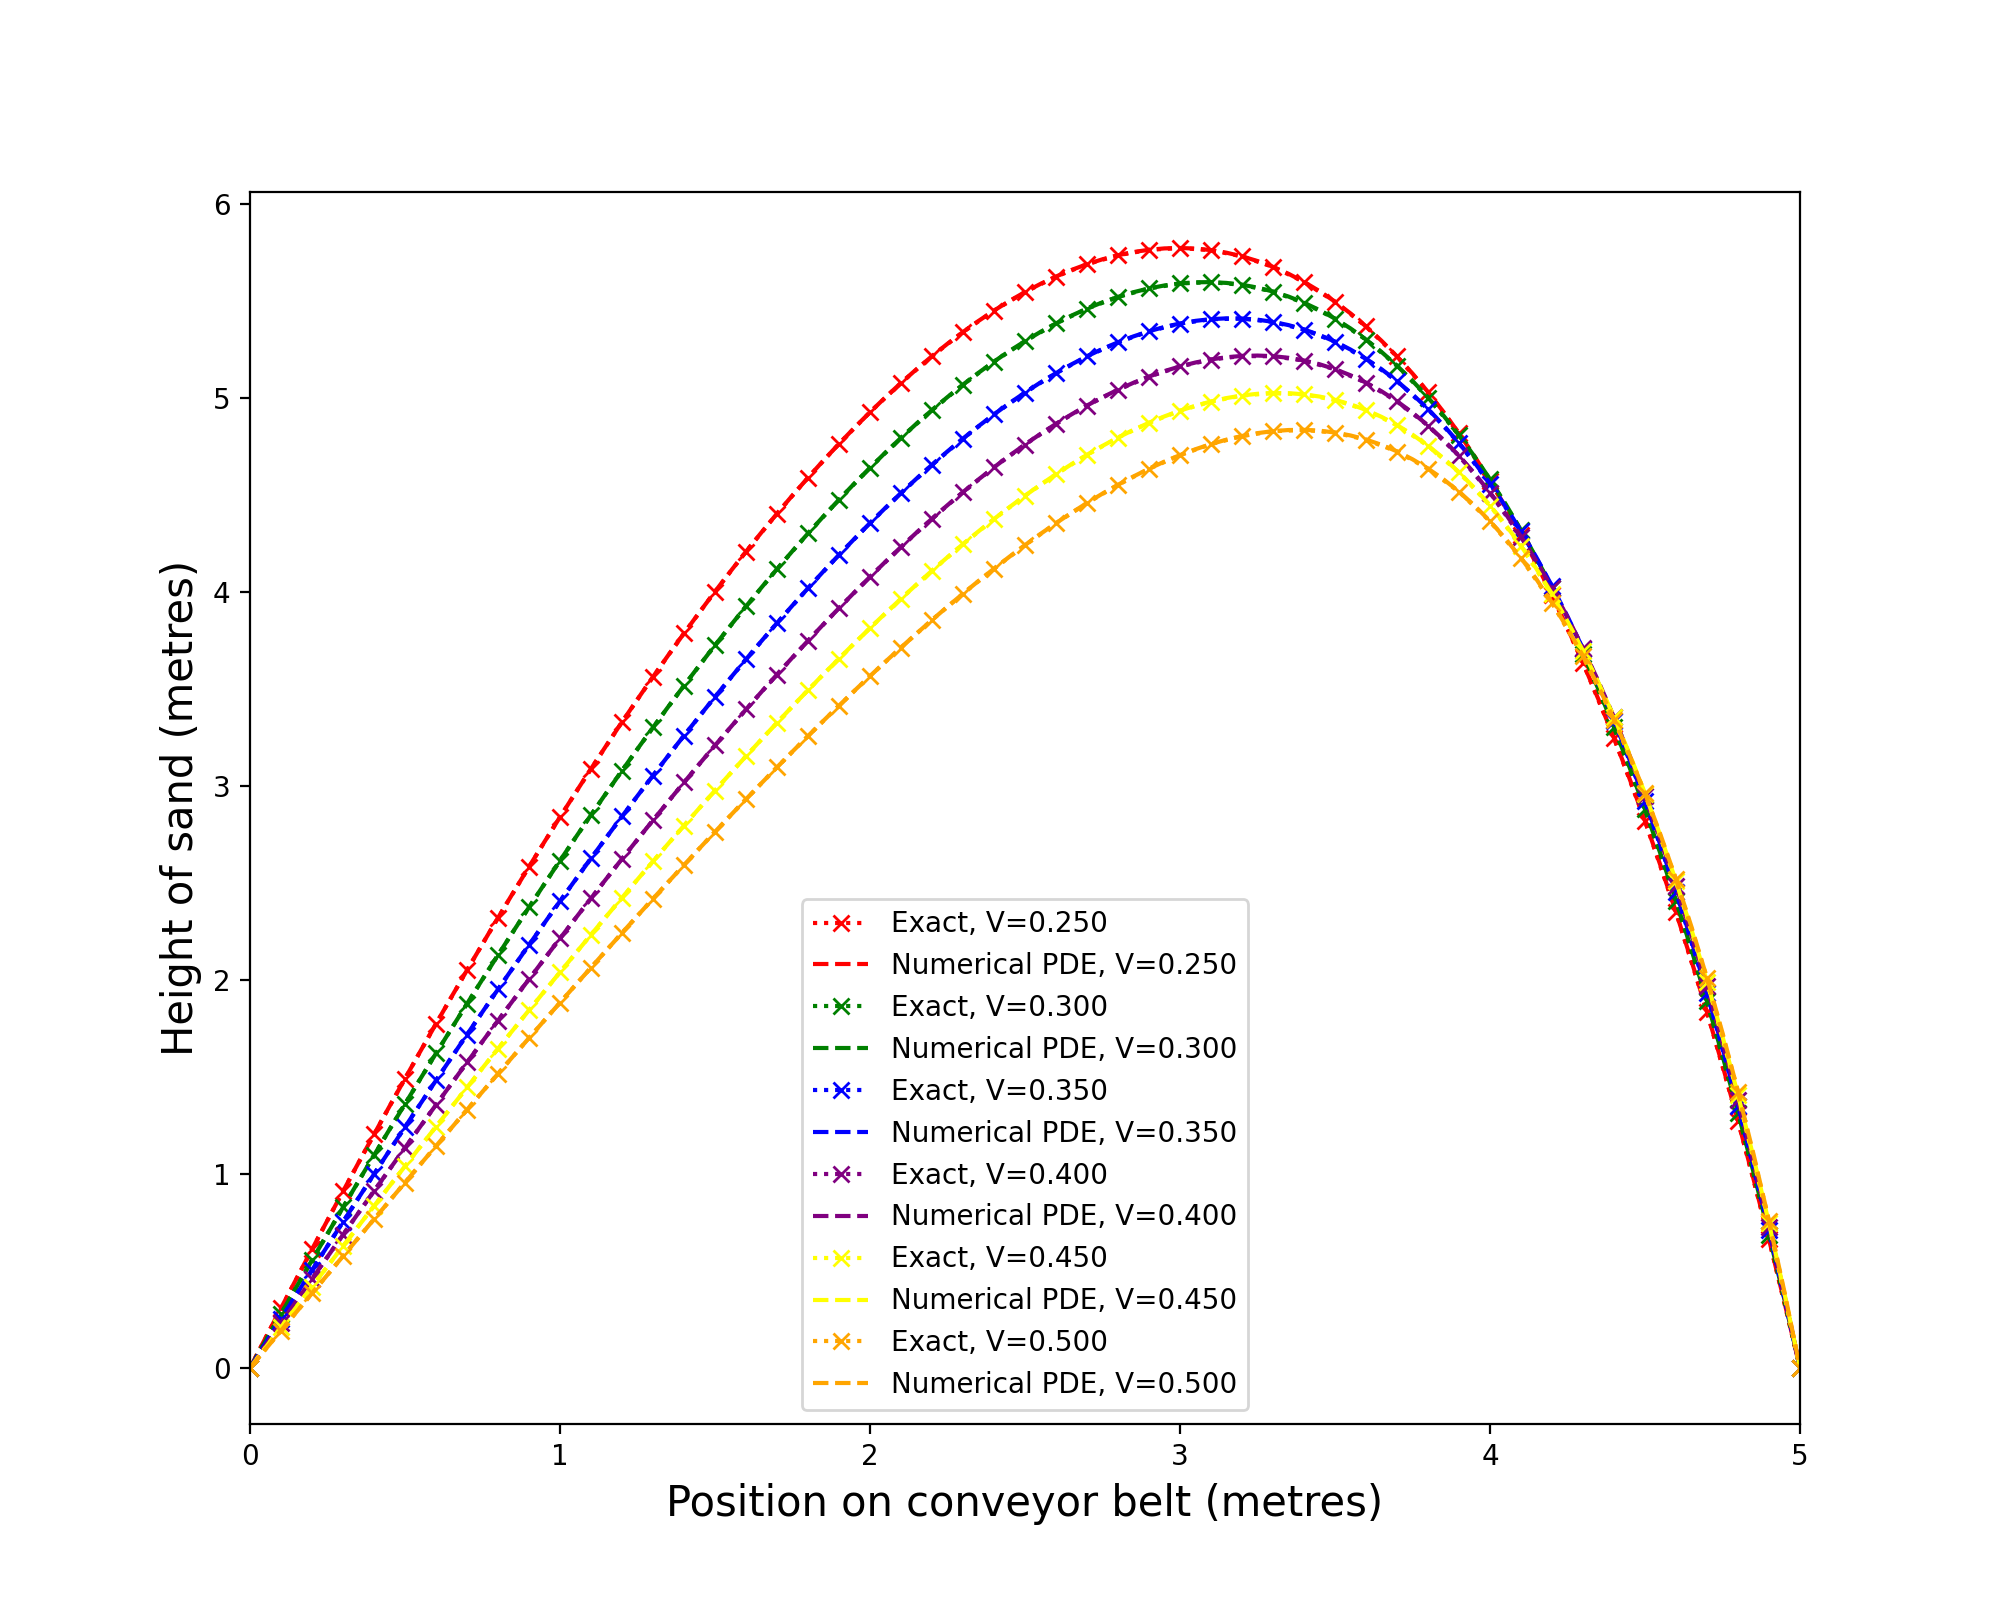 6
5
4
3
2
1
0
Height of sand (metres)
Exact, V=0.250
Numerical PDE, V=0.250
Exact, V=0.300
Numerical PDE, V=0.300
Exact, V=0.350
Numerical PDE, V=0.350
Exact, V=0.400
Numerical PDE, V=0.400
Exact, V=0.450
Numerical PDE, V=0.450
Exact, V=0.500
Numerical PDE, V=0.500
0 1 2 3 4 5
Position on conveyor belt (metres)